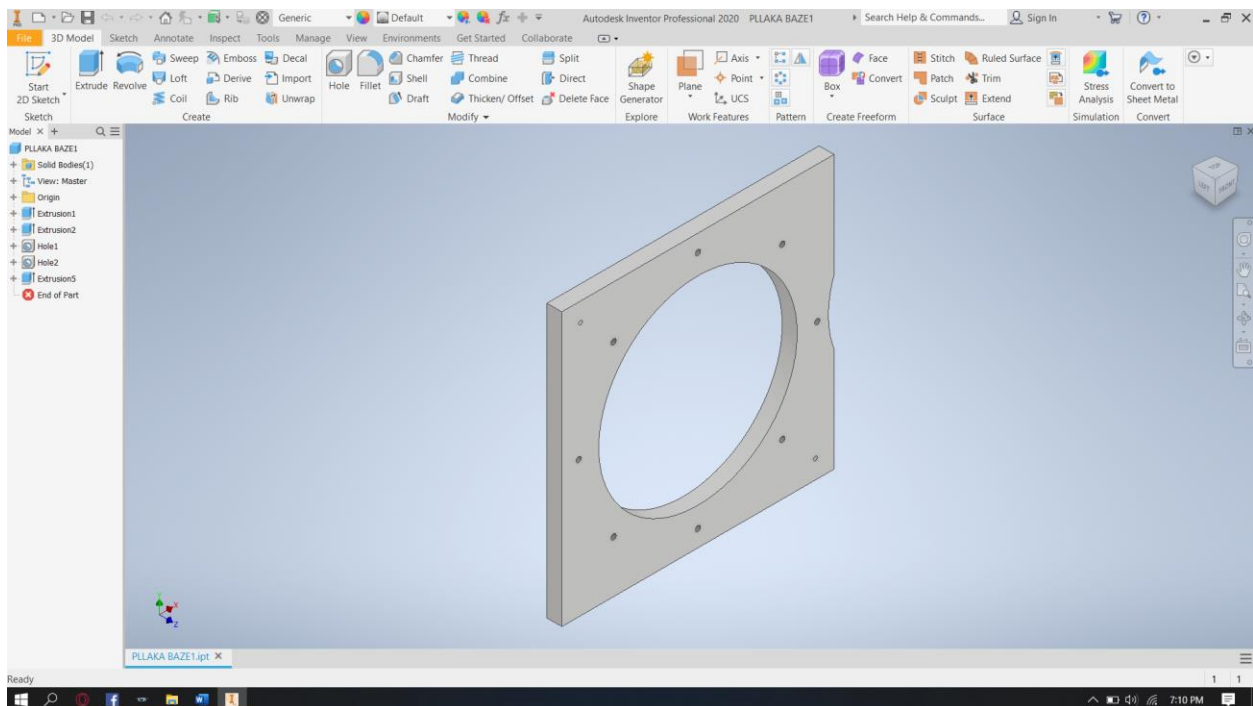 Generic Default Autodesk Inventor Professional 2020 PLLAKA BAZE1 Search Help & Commands... Sign In
File 3D Model Sketch Annotate Inspect Tools Manage View Environments Get Started Collaborate
Start 2D Sketch
Extrude Revolve
Sweep Emboss Decal
Loft Derive Import
Coil Rib Unwrap
Hole Fillet
Chamfer Thread Split
Shell Combine Direct
Draft Thicken/ Offset Delete Face
Shape Generator
Plane
Axis
Point
UCS
Box
Face
Convert
Stitch Ruled Surface
Patch Trim
Sculpt Extend
Stress Analysis
Convert to Sheet Metal
Sketch Create Modify Explore Work Features Pattern Create Freeform Surface Simulation Convert
Model
PLLAKA BAZE1
Solid Bodies(1)
View: Master
Origin
Extrusion1
Extrusion2
Hole1
Hole2
Extrusion5
End of Part
TOP
LEFT FRONT
Y X
Z
PLLAKA BAZE1.ipt
Ready 1 1
7:10 PM